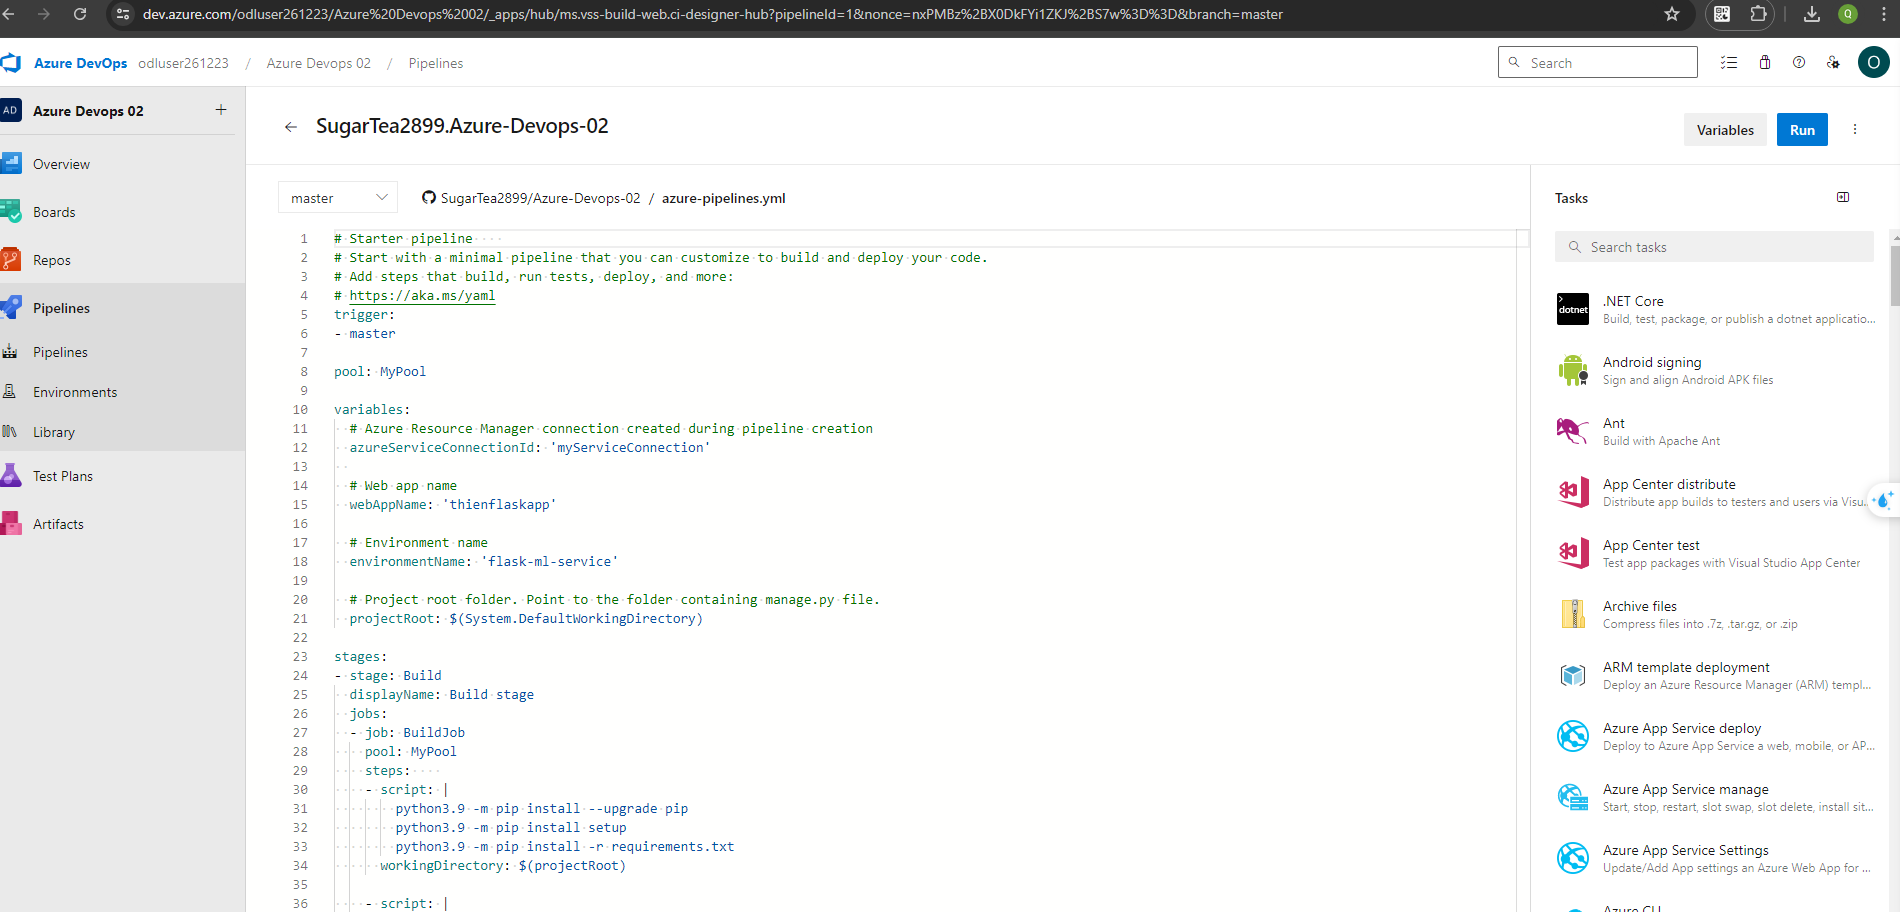 dev.azure.com/odluser261223/Azure%20Devops%2002/_apps/hub/ms.vss-build-web.ci-designer-hub?pipelineId=1&nonce=nxPMBz%2BX0DkFYi1ZKJ%2BS7w%3D%3D&branch=master
Q
Azure DevOps odluser261223 / Azure Devops 02 / Pipelines
Search
O
AD Azure Devops 02 +
Overview
Boards
Repos
Pipelines
Pipelines
Environments
Library
Test Plans
Artifacts
SugarTea2899.Azure-Devops-02
Variables
Run
master
SugarTea2899/Azure-Devops-02 / azure-pipelines.yml
1 # Starter pipeline
2 # Start with a minimal pipeline that you can customize to build and deploy your code.
3 # Add steps that build, run tests, deploy, and more:
4 # https://aka.ms/yaml
5 trigger:
6 - master
7
8 pool: MyPool
9
10 variables:
11 # Azure Resource Manager connection created during pipeline creation
12 azureServiceConnectionId: 'myServiceConnection'
13
14 # Web app name
15 webAppName: 'thienflaskapp'
16
17 # Environment name
18 environmentName: 'flask-ml-service'
19
20 # Project root folder. Point to the folder containing manage.py file.
21 projectRoot: $(System.DefaultWorkingDirectory)
22
23 stages:
24 - stage: Build
25 displayName: Build stage
26 jobs:
27 - job: BuildJob
28 pool: MyPool
29 steps:
30 - script: |
31 python3.9 -m pip install --upgrade pip
32 python3.9 -m pip install setup
33 python3.9 -m pip install -r requirements.txt
34 workingDirectory: $(projectRoot)
35
36 - script: |
Tasks
Search tasks
dotnet
.NET Core
Build, test, package, or publish a dotnet applicatio...
Android signing
Sign and align Android APK files
Ant
Build with Apache Ant
App Center distribute
Distribute app builds to testers and users via Visu...
App Center test
Test app packages with Visual Studio App Center
Archive files
Compress files into .7z, .tar.gz, or .zip
ARM template deployment
Deploy an Azure Resource Manager (ARM) templ...
Azure App Service deploy
Deploy to Azure App Service a web, mobile, or AP...
Azure App Service manage
Start, stop, restart, slot swap, slot delete, install sit...
Azure App Service Settings
Update/Add App settings an Azure Web App for ...
Azure CLI